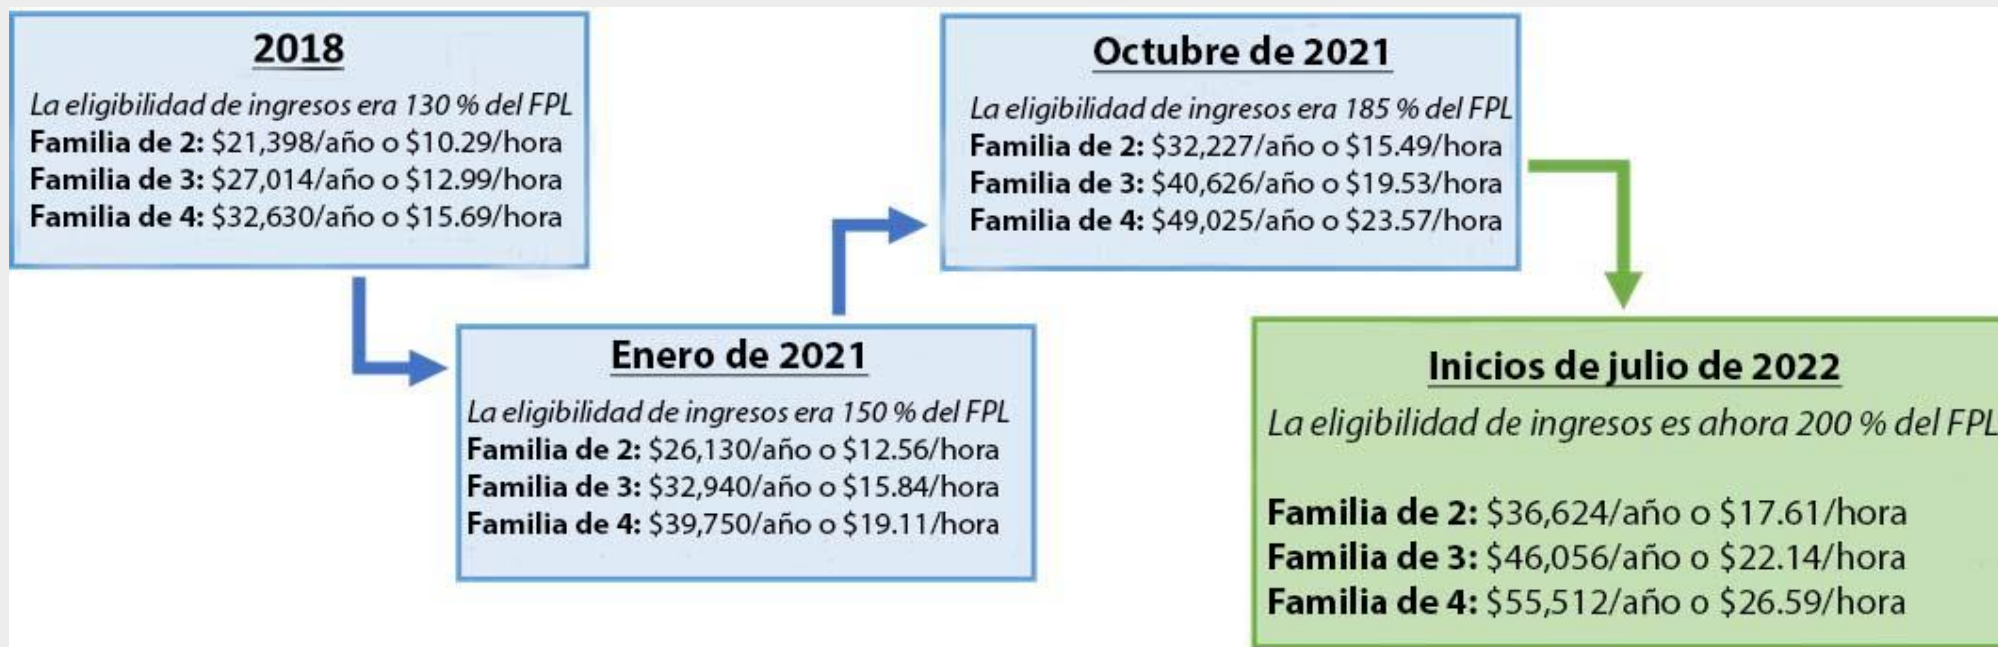 2018
La eligibilidad de ingresos era 130 % del FPL
Familia de 2: $21,398/año o $10.29/hora
Familia de 3: $27,014/año o $12.99/hora
Familia de 4: $32,630/año o $15.69/hora
Enero de 2021
La eligibilidad de ingresos era 150 % del FPL
Familia de 2: $26,130/año o $12.56/hora
Familia de 3: $32,940/año o $15.84/hora
Familia de 4: $39,750/año o $19.11/hora
Octubre de 2021
La eligibilidad de ingresos era 185 % del FPL
Familia de 2: $32,227/año o $15.49/hora
Familia de 3: $40,626/año o $19.53/hora
Familia de 4: $49,025/año o $23.57/hora
Inicios de julio de 2022
La eligibilidad de ingresos es ahora 200 % del FPL
Familia de 2: $36,624/año o $17.61/hora
Familia de 3: $46,056/año o $22.14/hora
Familia de 4: $55,512/año o $26.59/hora